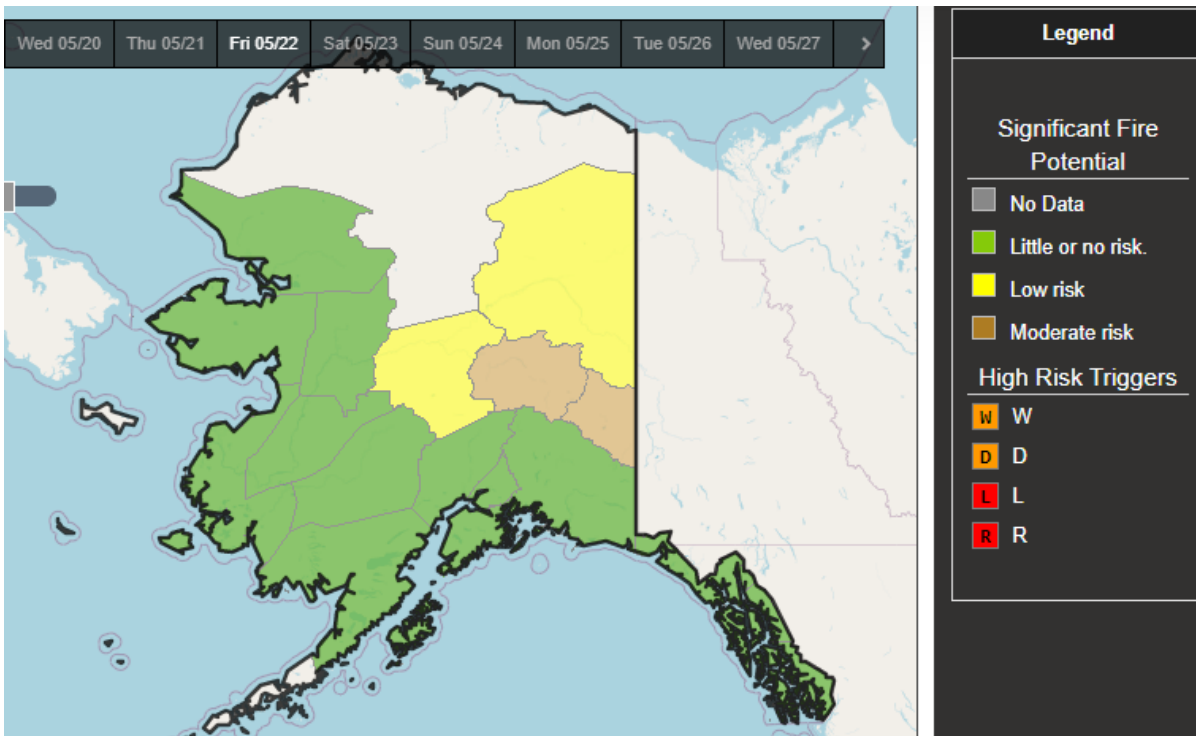 Wed 05/20 Thu 05/21 Fri 05/22 Sat 05/23 Sun 05/24 Mon 05/25 Tue 05/26 Wed 05/27 >
Legend
Significant Fire
Potential
No Data
Little or no risk.
Low risk
Moderate risk
High Risk Triggers
W W
D D
L L
R R